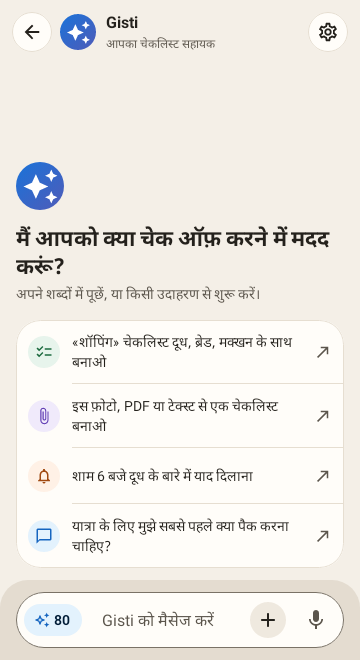 Gisti
आपका चेकलिस्ट सहायक
मैं आपको क्या चेक ऑफ़ करने में मदद
करूं?
अपने शब्दों में पूछें, या किसी उदाहरण से शुरू करें।
«शॉपिंग» चेकलिस्ट दूध, ब्रेड, मक्खन के साथ
बनाओ
इस फ़ोटो, PDF या टेक्स्ट से एक चेकलिस्ट
बनाओ
शाम 6 बजे दूध के बारे में याद दिलाना
यात्रा के लिए मुझे सबसे पहले क्या पैक करना
चाहिए?
80
Gisti को मैसेज करें